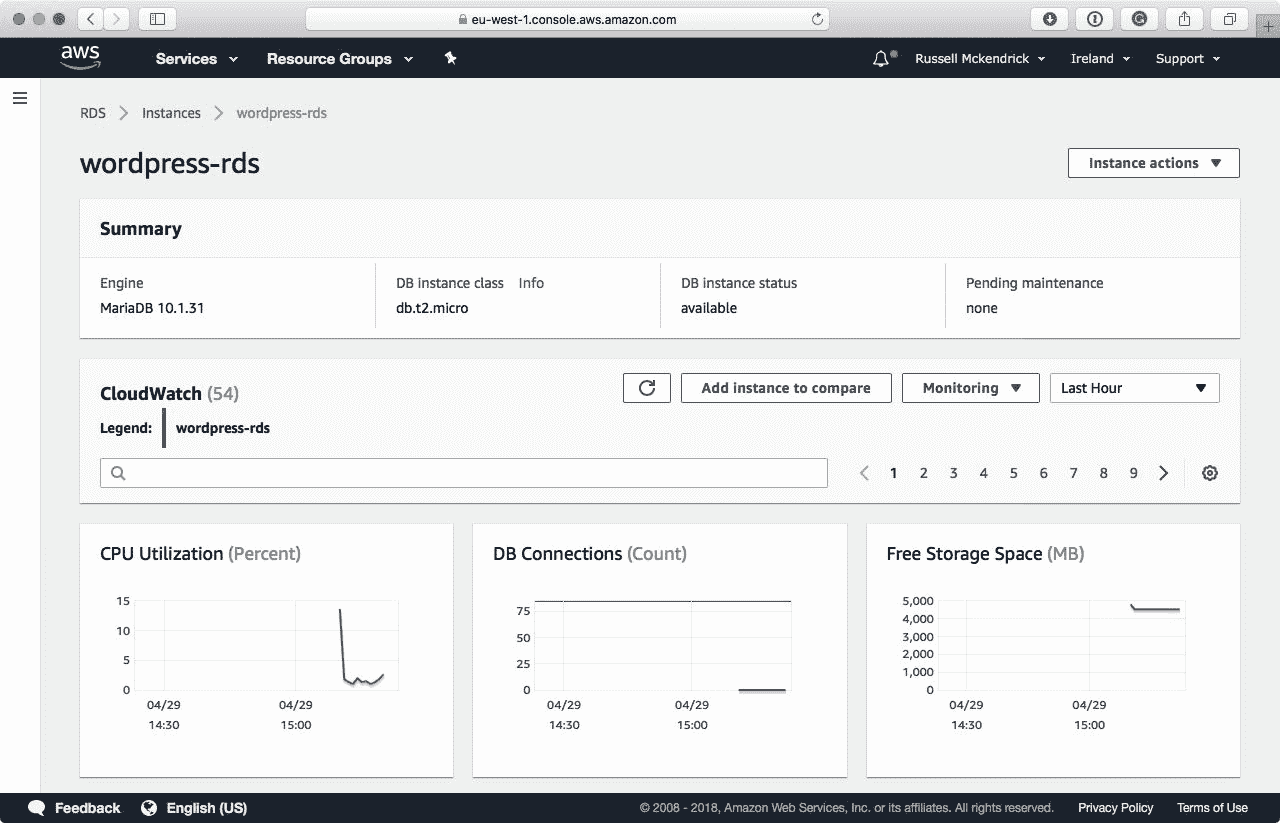 eu-west-1.console.aws.amazon.com
aws Services Resource Groups Russell Mckendrick Ireland Support
RDS Instances wordpress-rds
wordpress-rds
Instance actions
Summary
Engine
MariaDB 10.1.31
DB instance class Info
db.t2.micro
DB instance status
available
Pending maintenance
none
CloudWatch (54)
Add instance to compare Monitoring Last Hour
Legend: wordpress-rds
1 2 3 4 5 6 7 8 9
CPU Utilization (Percent)
15
10
5
0
04/29 04/29
14:30 15:00
DB Connections (Count)
75
50
25
0
04/29 04/29
14:30 15:00
Free Storage Space (MB)
5,000
4,000
3,000
2,000
1,000
0
04/29 04/29
14:30 15:00
Feedback English (US) © 2008 - 2018, Amazon Web Services, Inc. or its affiliates. All rights reserved. Privacy Policy Terms of Use